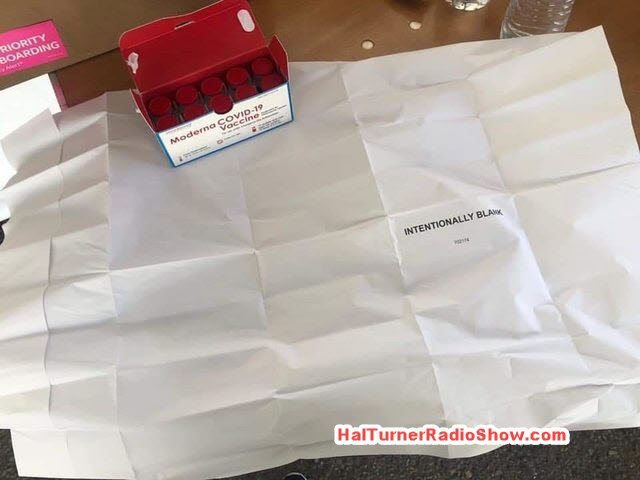 RIORITY
BOARDING
Moderna COVID-19
Vaccine
INTENTIONALLY BLANK
HalTurnerRadioShow.com